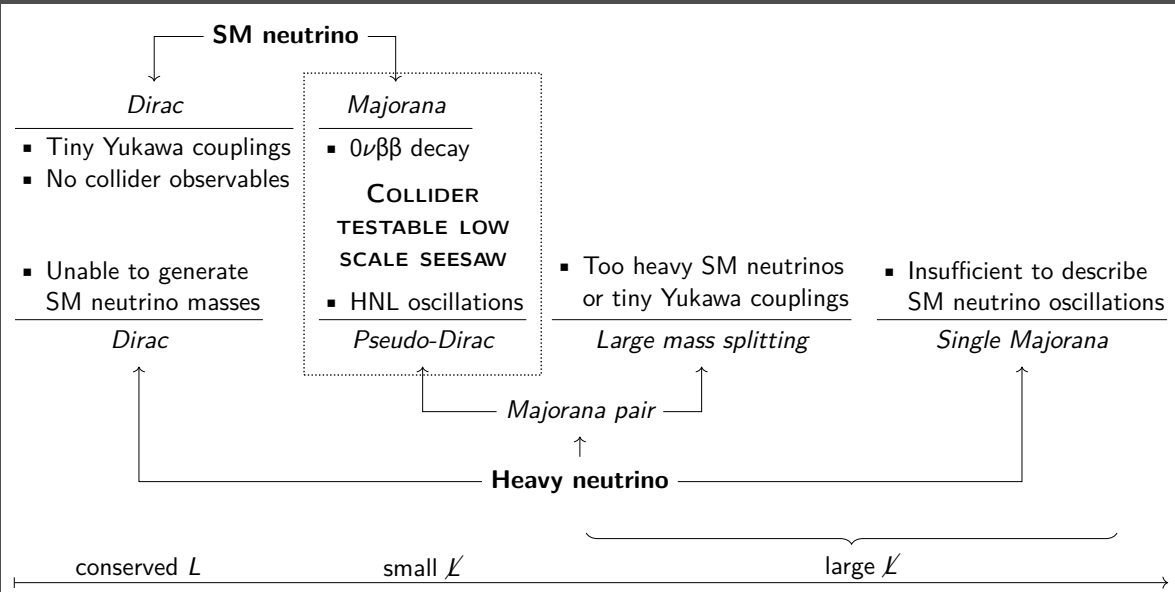 SM neutrino
Dirac
Majorana
▪ Tiny Yukawa couplings
▪ No collider observables
▪ 0νββ decay
COLLIDER
TESTABLE LOW
SCALE SEESAW
▪ Unable to generate
SM neutrino masses
▪ HNL oscillations
▪ Too heavy SM neutrinos
or tiny Yukawa couplings
▪ Insufficient to describe
SM neutrino oscillations
Dirac
Pseudo-Dirac
Large mass splitting
Single Majorana
Majorana pair
Heavy neutrino
conserved L
small L̸
large L̸